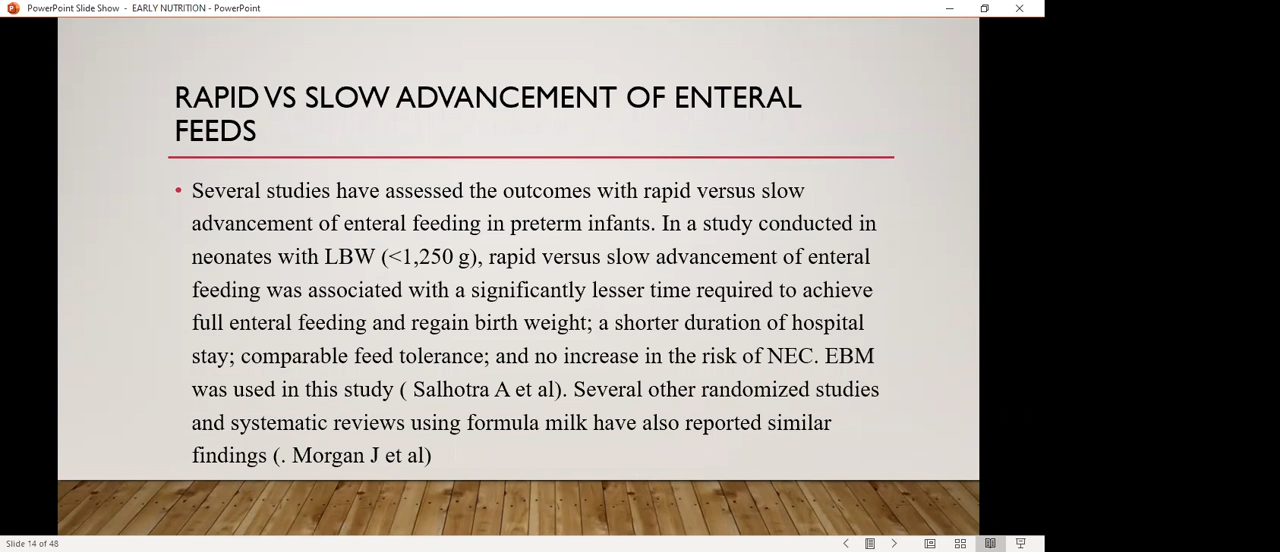 PowerPoint Slide Show - EARLY NUTRITION - PowerPoint
RAPID VS SLOW ADVANCEMENT OF ENTERAL
FEEDS
• Several studies have assessed the outcomes with rapid versus slow
advancement of enteral feeding in preterm infants. In a study conducted in
neonates with LBW (<1,250 g), rapid versus slow advancement of enteral
feeding was associated with a significantly lesser time required to achieve
full enteral feeding and regain birth weight; a shorter duration of hospital
stay; comparable feed tolerance; and no increase in the risk of NEC. EBM
was used in this study ( Salhotra A et al). Several other randomized studies
and systematic reviews using formula milk have also reported similar
findings (. Morgan J et al)
Slide 14 of 48